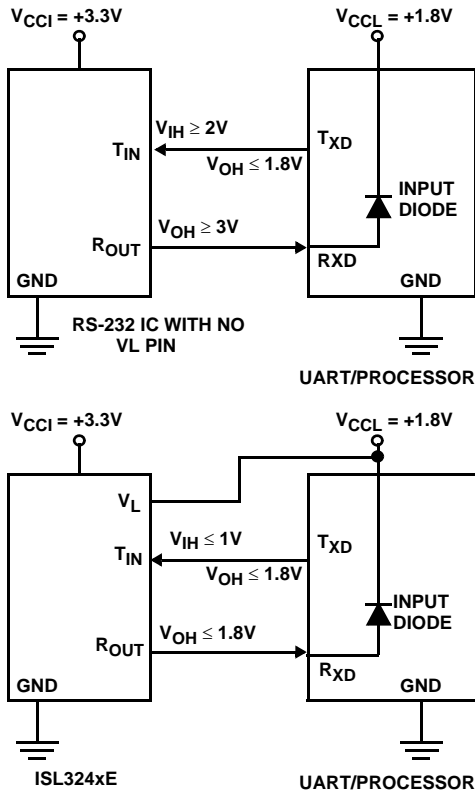 VCCI = +3.3V
VCCL = +1.8V
VIH ≥ 2V
TIN
TXD
VOH ≤ 1.8V
INPUT
DIODE
VOH ≥ 3V
ROUT
RXD
GND
GND
RS-232 IC WITH NO
VL PIN
UART/PROCESSOR
VCCI = +3.3V
VCCL = +1.8V
VL
VIH ≤ 1V
TIN
TXD
VOH ≤ 1.8V
INPUT
DIODE
VOH ≤ 1.8V
ROUT
RXD
GND
GND
ISL324xE
UART/PROCESSOR